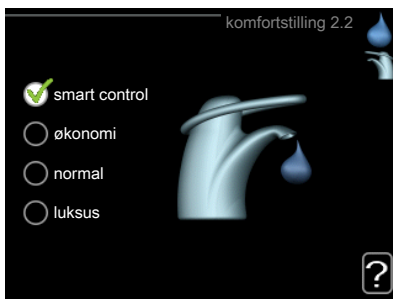 komfortstilling 2.2
smart control
økonomi
normal
luksus
?